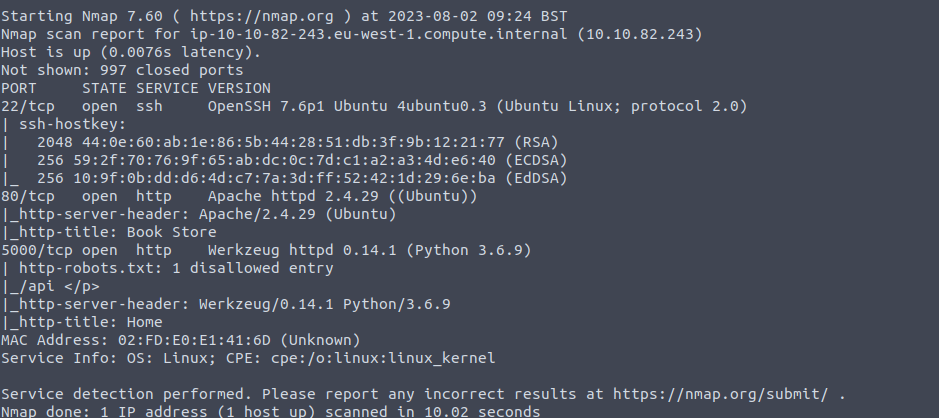 Starting Nmap 7.60 ( https://nmap.org ) at 2023-08-02 09:24 BST
Nmap scan report for ip-10-10-82-243.eu-west-1.compute.internal (10.10.82.243)
Host is up (0.0076s latency).
Not shown: 997 closed ports
PORT     STATE SERVICE VERSION
22/tcp   open  ssh     OpenSSH 7.6p1 Ubuntu 4ubuntu0.3 (Ubuntu Linux; protocol 2.0)
| ssh-hostkey:
|   2048 44:0e:60:ab:1e:86:5b:44:28:51:db:3f:9b:12:21:77 (RSA)
|   256 59:2f:70:76:9f:65:ab:dc:0c:7d:c1:a2:a3:4d:e6:40 (ECDSA)
|_  256 10:9f:0b:dd:d6:4d:c7:7a:3d:ff:52:42:1d:29:6e:ba (EdDSA)
80/tcp   open  http    Apache httpd 2.4.29 ((Ubuntu))
|_http-server-header: Apache/2.4.29 (Ubuntu)
|_http-title: Book Store
5000/tcp open  http    Werkzeug httpd 0.14.1 (Python 3.6.9)
| http-robots.txt: 1 disallowed entry
|_/api </p>
|_http-server-header: Werkzeug/0.14.1 Python/3.6.9
|_http-title: Home
MAC Address: 02:FD:E0:E1:41:6D (Unknown)
Service Info: OS: Linux; CPE: cpe:/o:linux:linux_kernel

Service detection performed. Please report any incorrect results at https://nmap.org/submit/ .
Nmap done: 1 IP address (1 host up) scanned in 10.02 seconds